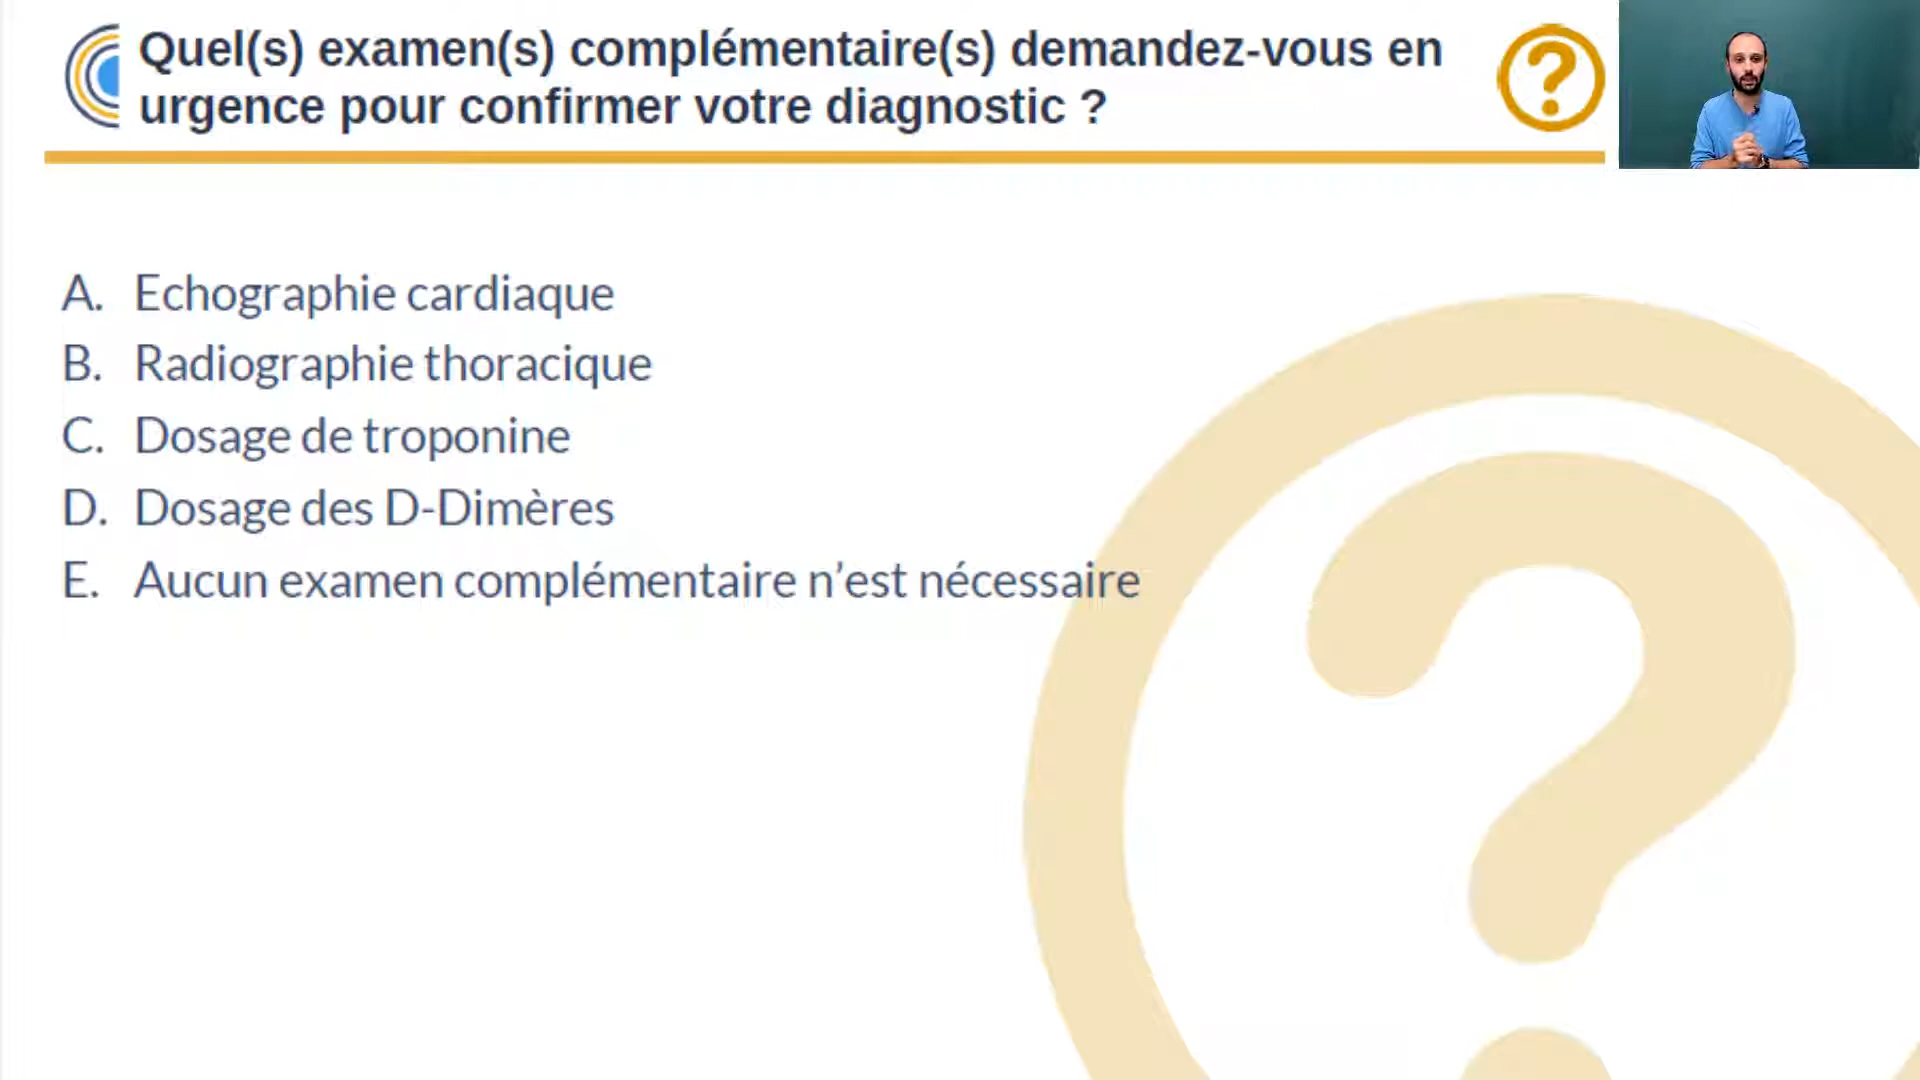 Quel(s) examen(s) complémentaire(s) demandez-vous en
urgence pour confirmer votre diagnostic ?
A. Echographie cardiaque
B. Radiographie thoracique
C. Dosage de troponine
D. Dosage des D-Dimères
E. Aucun examen complémentaire n’est nécessaire